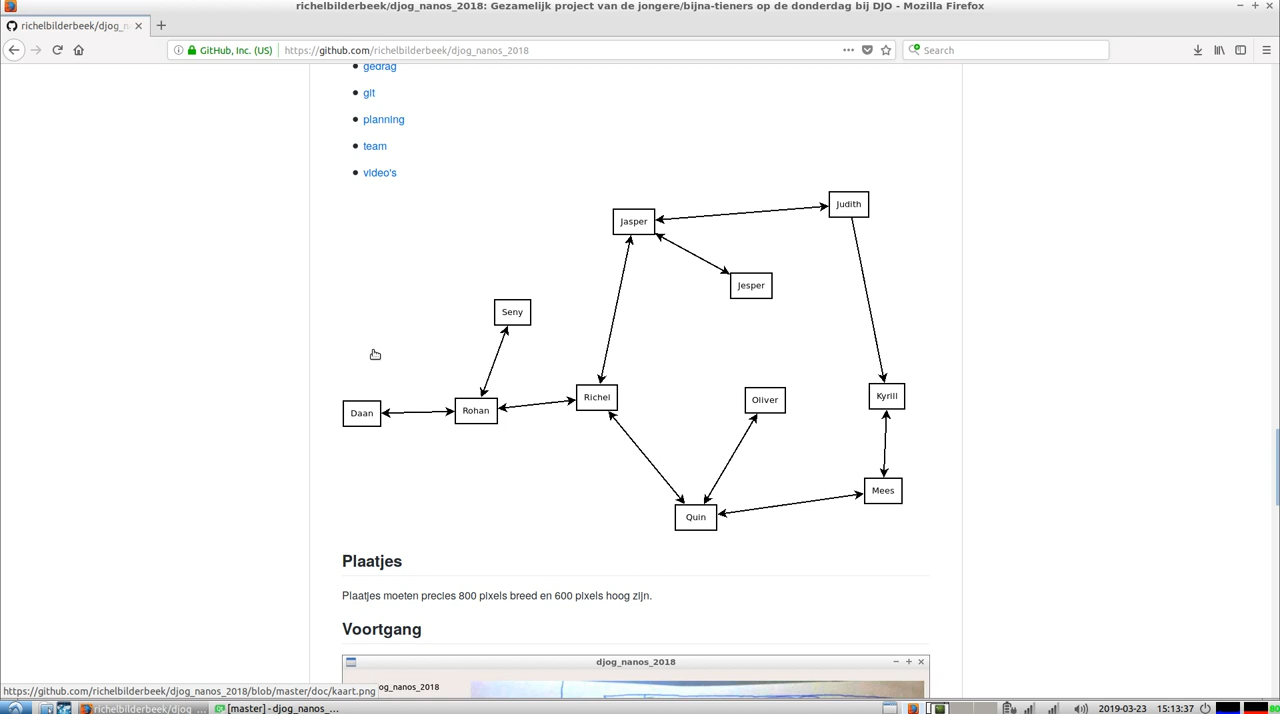 richelbilderbeek/djog_nanos_2018: Gezamelijk project van de jongere/bijna-tieners op de donderdag bij DJO - Mozilla Firefox
richelbilderbeek/djog_n
GitHub, Inc. (US)
https://github.com/richelbilderbeek/djog_nanos_2018
Search
gedrag
git
planning
team
video's
Judith
Jasper
Jesper
Seny
Richel
Oliver
Kyrill
Daan
Rohan
Mees
Quin
Plaatjes
Plaatjes moeten precies 800 pixels breed en 600 pixels hoog zijn.
Voortgang
djog_nanos_2018
og_nanos_2018
https://github.com/richelbilderbeek/djog_nanos_2018/blob/master/doc/kaart.png
richelbilderbeek/djog ...
[master] - djog_nanos_...
2019-03-23
15:13:37
80